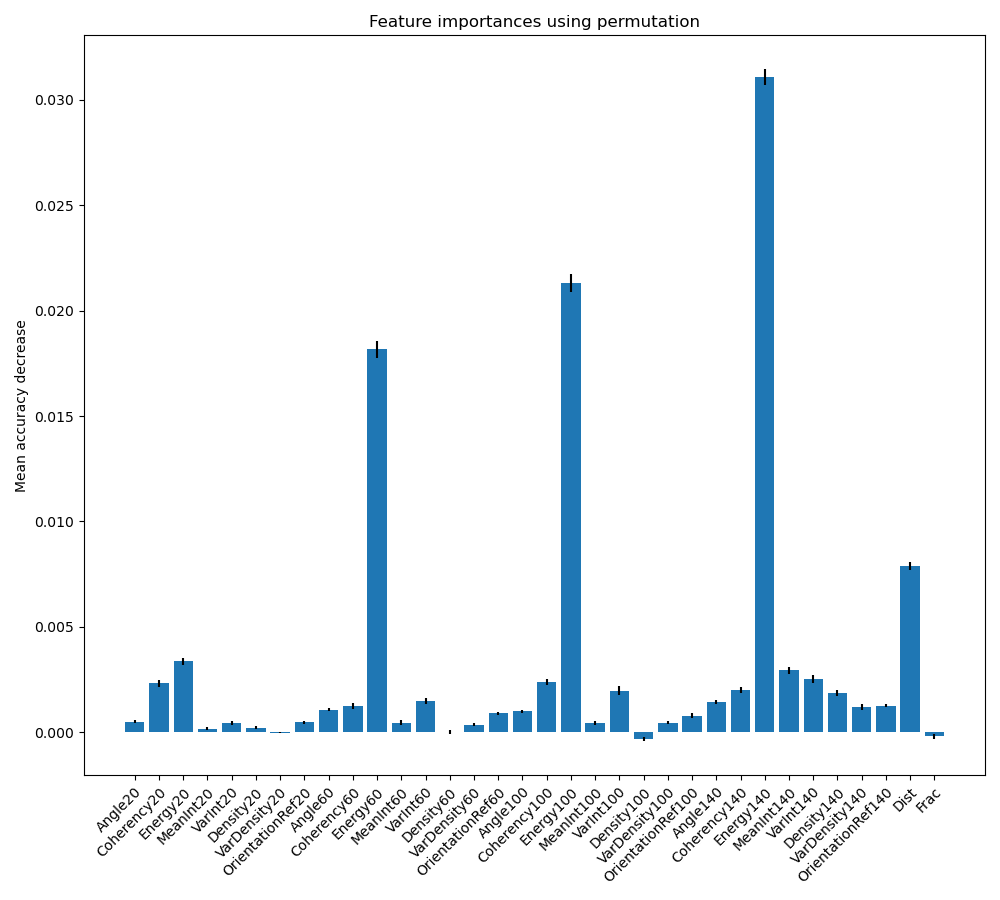 Feature importances using permutation
Mean accuracy decrease
0.030
0.025
0.020
0.015
0.010
0.005
0.000
Angle20
Coherency20
Energy20
MeanInt20
VarInt20
Density20
VarDensity20
OrientationRef20
Angle60
Coherency60
Energy60
MeanInt60
VarInt60
Density60
VarDensity60
OrientationRef60
Angle100
Coherency100
Energy100
MeanInt100
VarInt100
Density100
VarDensity100
OrientationRef100
Angle140
Coherency140
Energy140
MeanInt140
VarInt140
Density140
VarDensity140
OrientationRef140
Dist
Frac